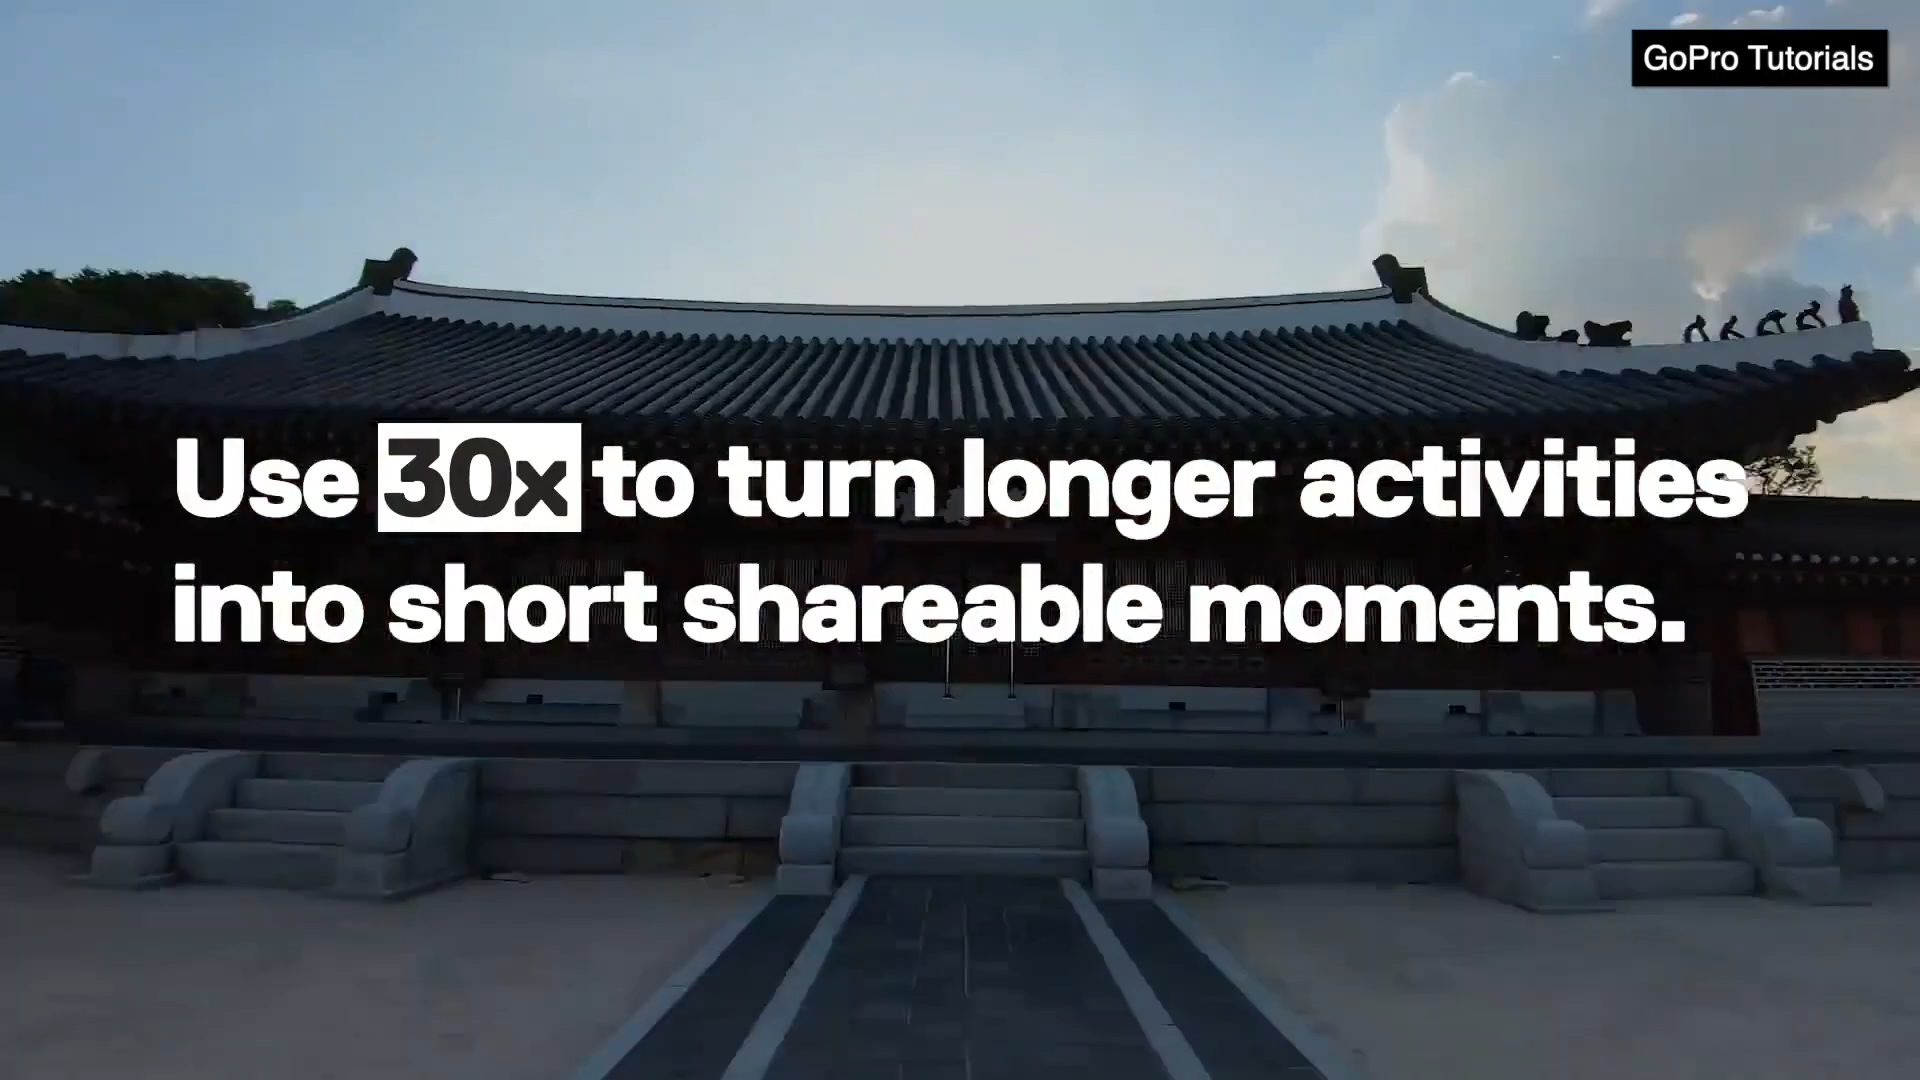 GoPro Tutorials
Use 30x to turn longer activities
into short shareable moments.